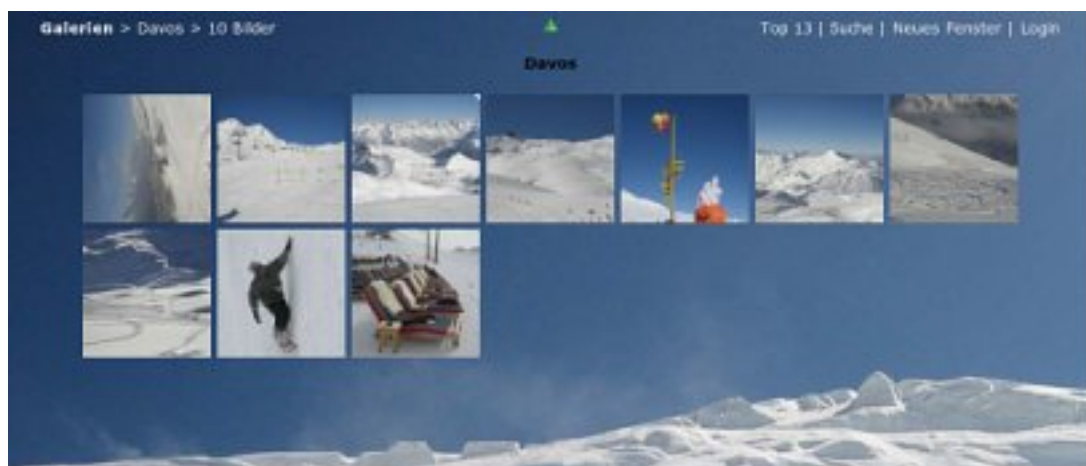 Galerien > Davos > 10 Bilder
Top 13 | Suche | Neues Fenster | Login
Davos